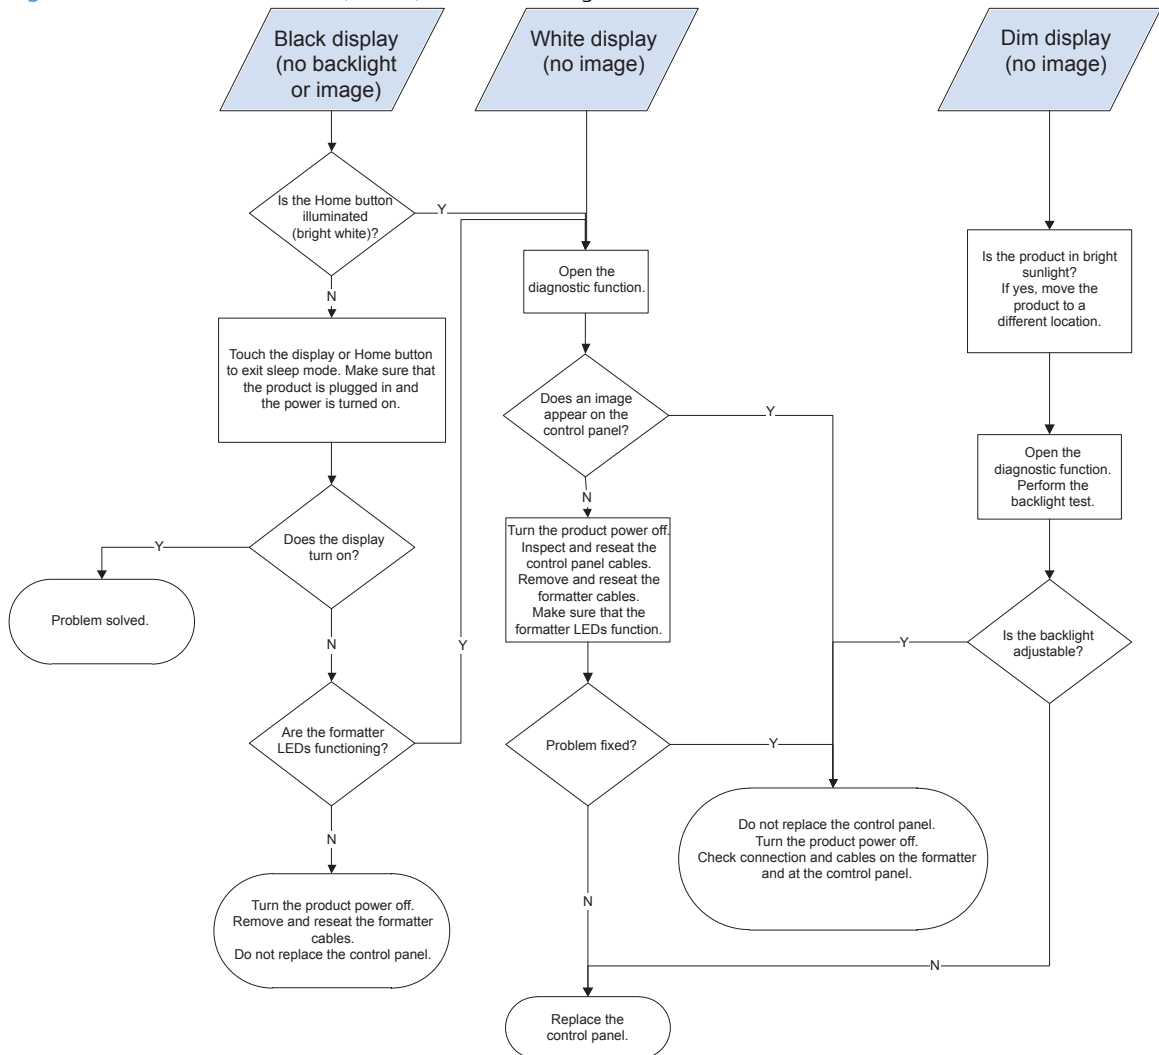 Black display
(no backlight
or image)
White display
(no image)
Dim display
(no image)
Is the Home button
illuminated
(bright white)?
Y
N
Touch the display or Home button
to exit sleep mode. Make sure that
the product is plugged in and
the power is turned on.
Does the display
turn on?
Y
Problem solved.
N
Are the formatter
LEDs functioning?
Y
N
Turn the product power off.
Remove and reseat the formatter
cables.
Do not replace the control panel.
Open the
diagnostic function.
Does an image
appear on the
control panel?
Y
N
Turn the product power off.
Inspect and reseat the
control panel cables.
Remove and reseat the
formatter cables.
Make sure that the
formatter LEDs function.
Problem fixed?
Y
N
Do not replace the control panel.
Turn the product power off.
Check connection and cables on the formatter
and at the comtrol panel.
Replace the
control panel.
Is the product in bright
sunlight?
If yes, move the
product to a
different location.
Open the
diagnostic function.
Perform the
backlight test.
Is the backlight
adjustable?
Y
N